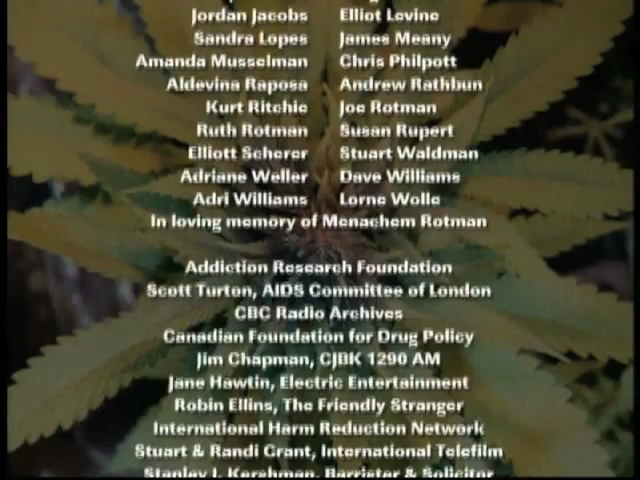 Jordan Jacobs Elliot Levine
Sandra Lopes James Meany
Amanda Musselman Chris Philpott
Aldevina Raposa Andrew Rathbun
Kurt Ritchie Joe Rotman
Ruth Rotman Susan Rupert
Elliott Scherer Stuart Waldman
Adriane Weller Dave Williams
Adri Williams Lorne Wolle
In loving memory of Menachem Rotman
Addiction Research Foundation
Scott Turton, AIDS Committee of London
CBC Radio Archives
Canadian Foundation for Drug Policy
Jim Chapman, CJBK 1290 AM
Jane Hawtin, Electric Entertainment
Robin Ellins, The Friendly Stranger
International Harm Reduction Network
Stuart & Randi Grant, International Telefilm
Stanley J. Kershman, Barrister & Solicitor